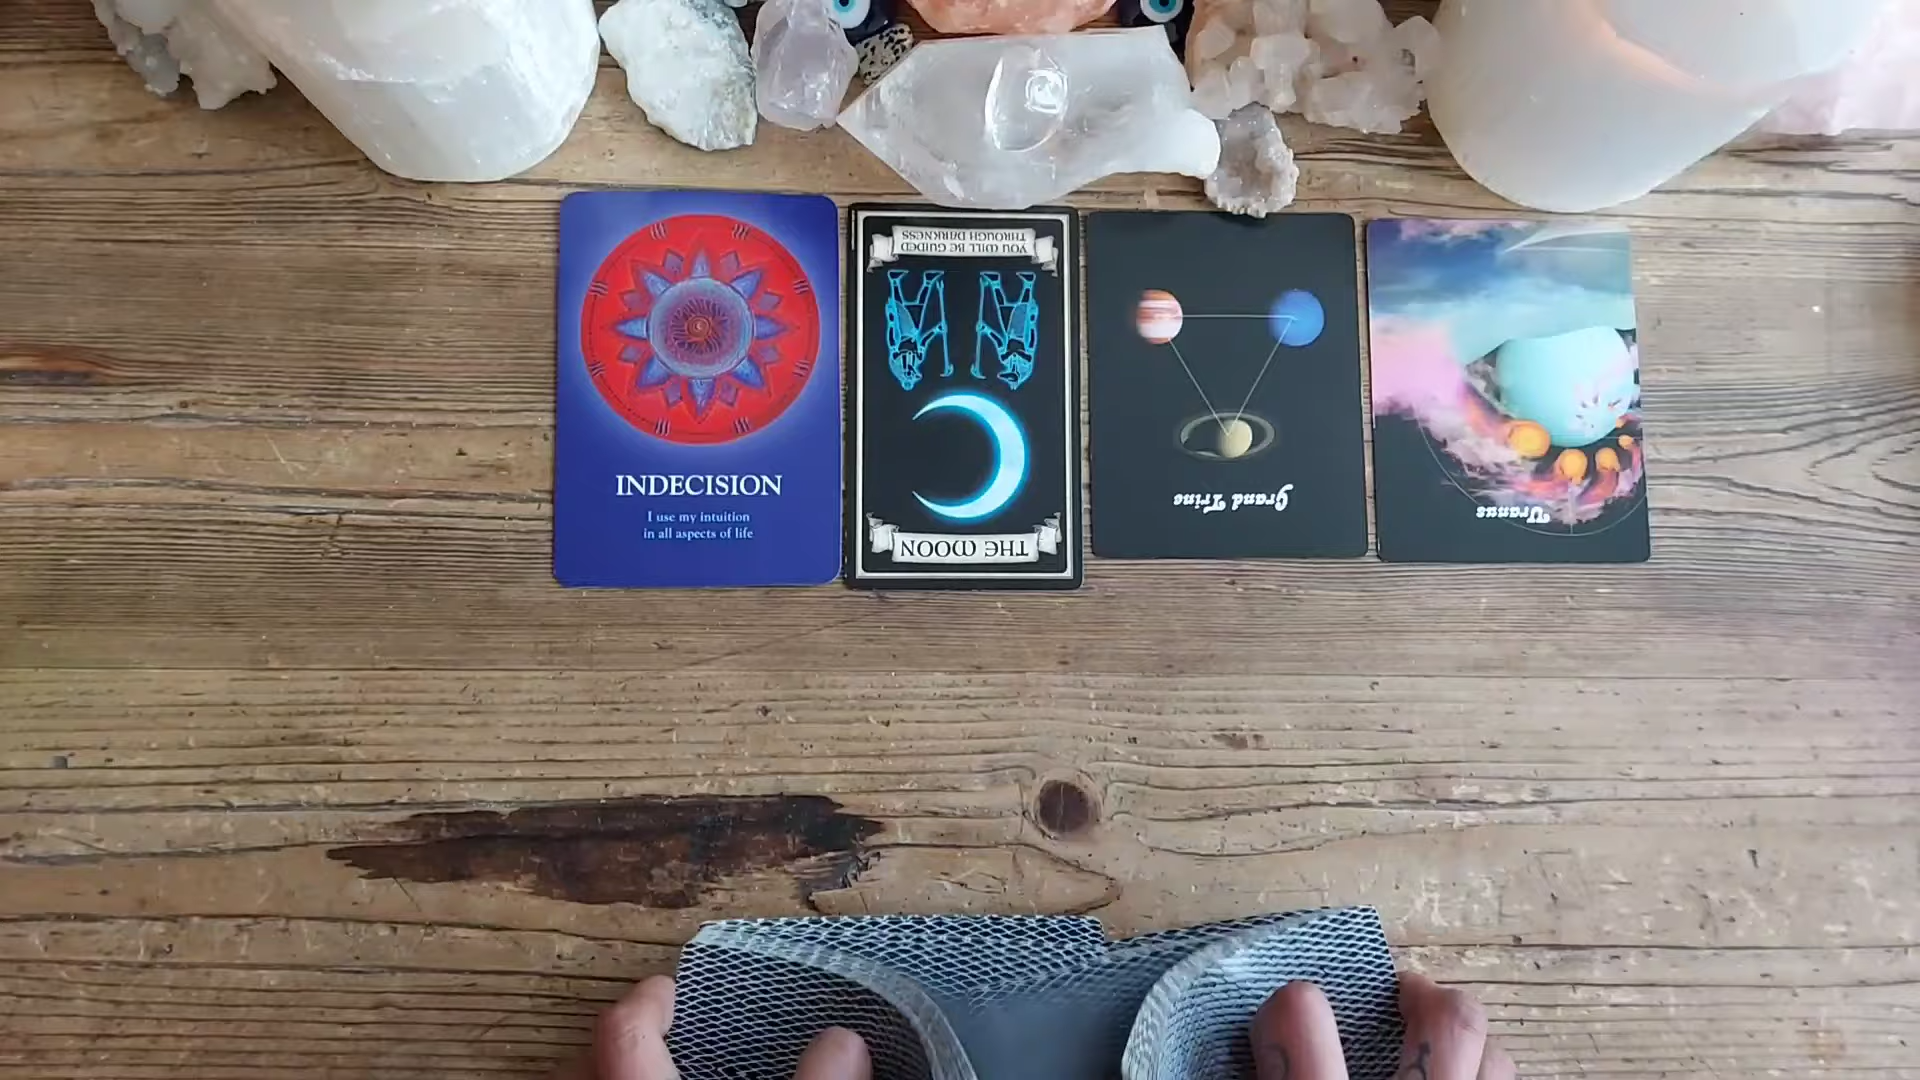 INDECISION
I use my intuition
in all aspects of life
THE MOON
YOU WILL BE GUIDED
THROUGH DARKNESS
Grand Trine
Uranus